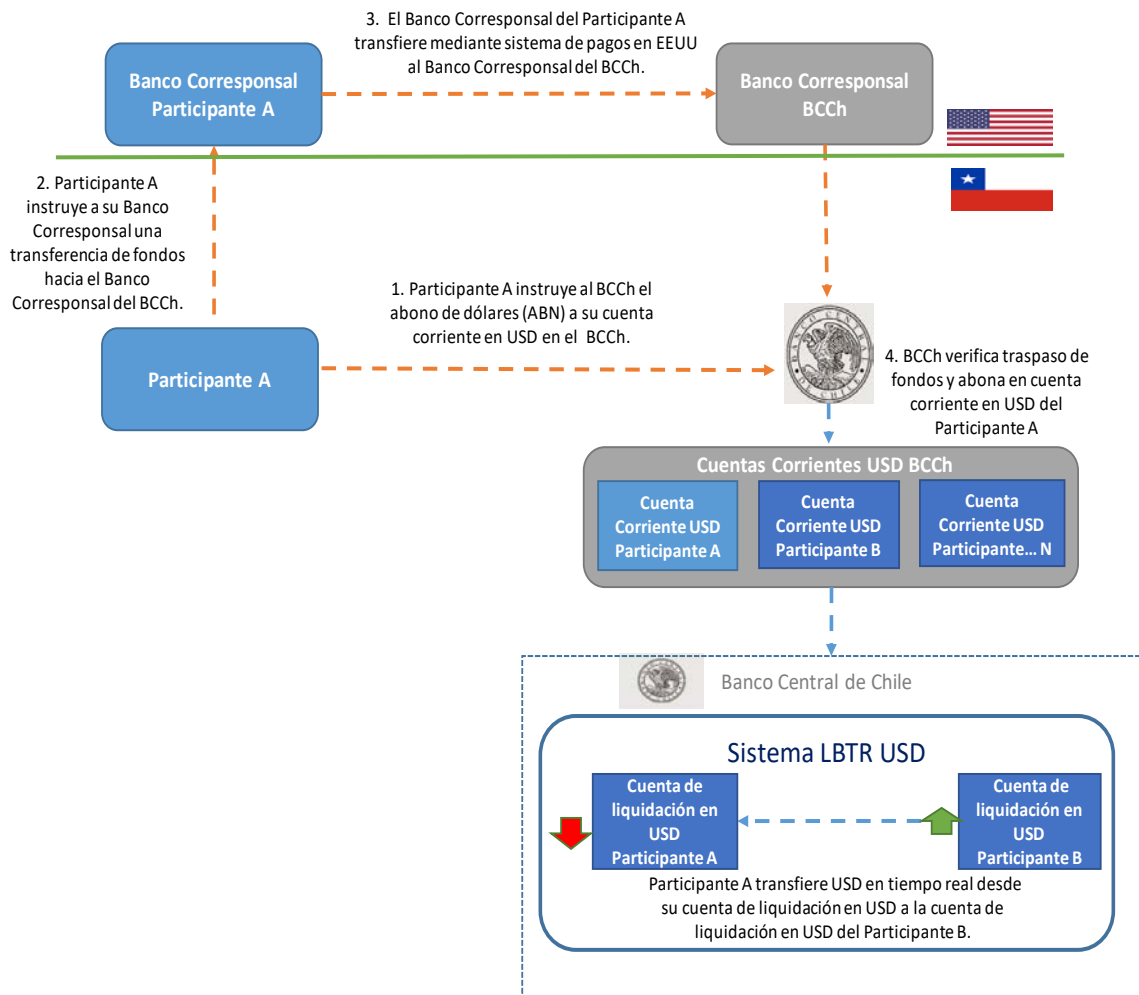 3. El Banco Corresponsal del Participante A
transfiere mediante sistema de pagos en EEUU
al Banco Corresponsal del BCCh.
Banco Corresponsal
Participante A
Banco Corresponsal
BCCh
2. Participante A
instruye a su Banco
Corresponsal una
transferencia de fondos
hacia el Banco
Corresponsal del BCCh.
1. Participante A instruye al BCCh el
abono de dólares (ABN) a su cuenta
corriente en USD en el BCCh.
Participante A
BANCO CENTRAL
DE CHILE
4. BCCh verifica traspaso de
fondos y abona en cuenta
corriente en USD del
Participante A
Cuentas Corrientes USD BCCh
Cuenta
Corriente USD
Participante A
Cuenta
Corriente USD
Participante B
Cuenta
Corriente USD
Participante... N
Banco Central de Chile
Sistema LBTR USD
Cuenta de
liquidación en
USD
Participante A
Cuenta de
liquidación en
USD
Participante B
Participante A transfiere USD en tiempo real desde
su cuenta de liquidación en USD a la cuenta de
liquidación en USD del Participante B.